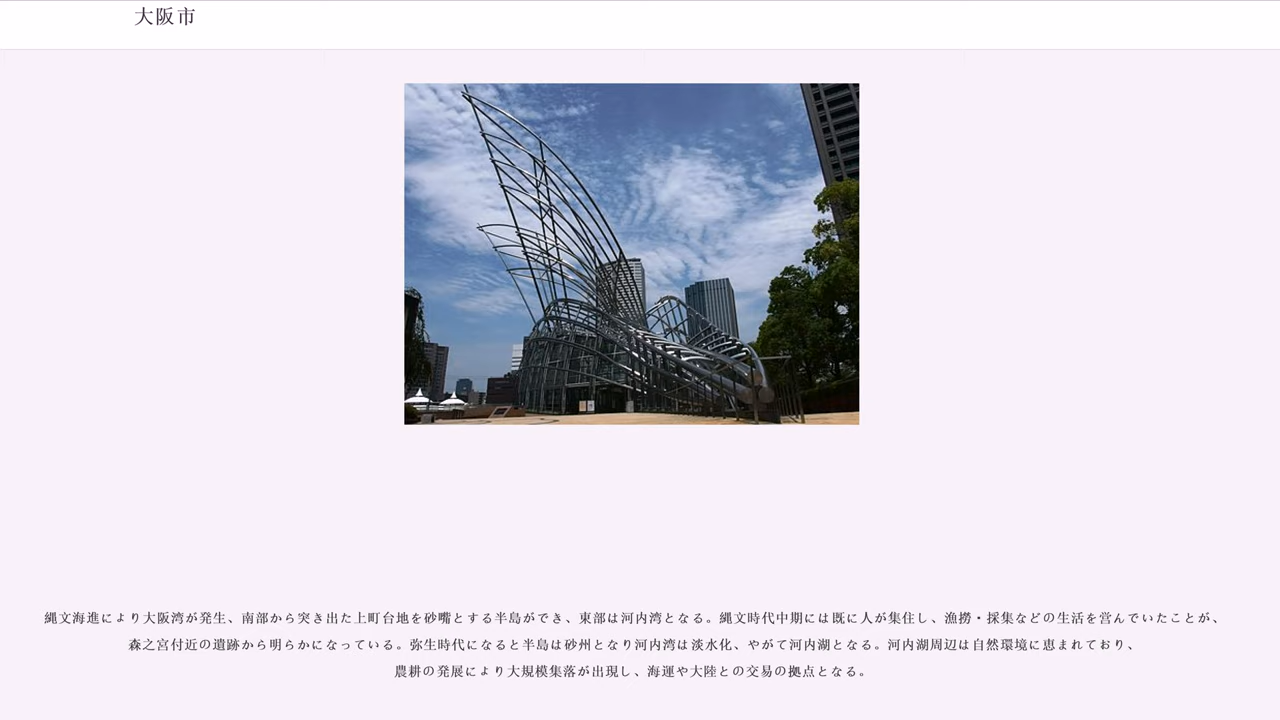 大阪市
縄文海進により大阪湾が発生、南部から突き出た上町台地を砂嘴とする半島ができ、東部は河内湾となる。縄文時代中期には既に人が集住し、漁撈・採集などの生活を営んでいたことが、
森之宮付近の遺跡から明らかになっている。弥生時代になると半島は砂州となり河内湾は淡水化、やがて河内湖となる。河内湖周辺は自然環境に恵まれており、
農耕の発展により大規模集落が出現し、海運や大陸との交易の拠点となる。